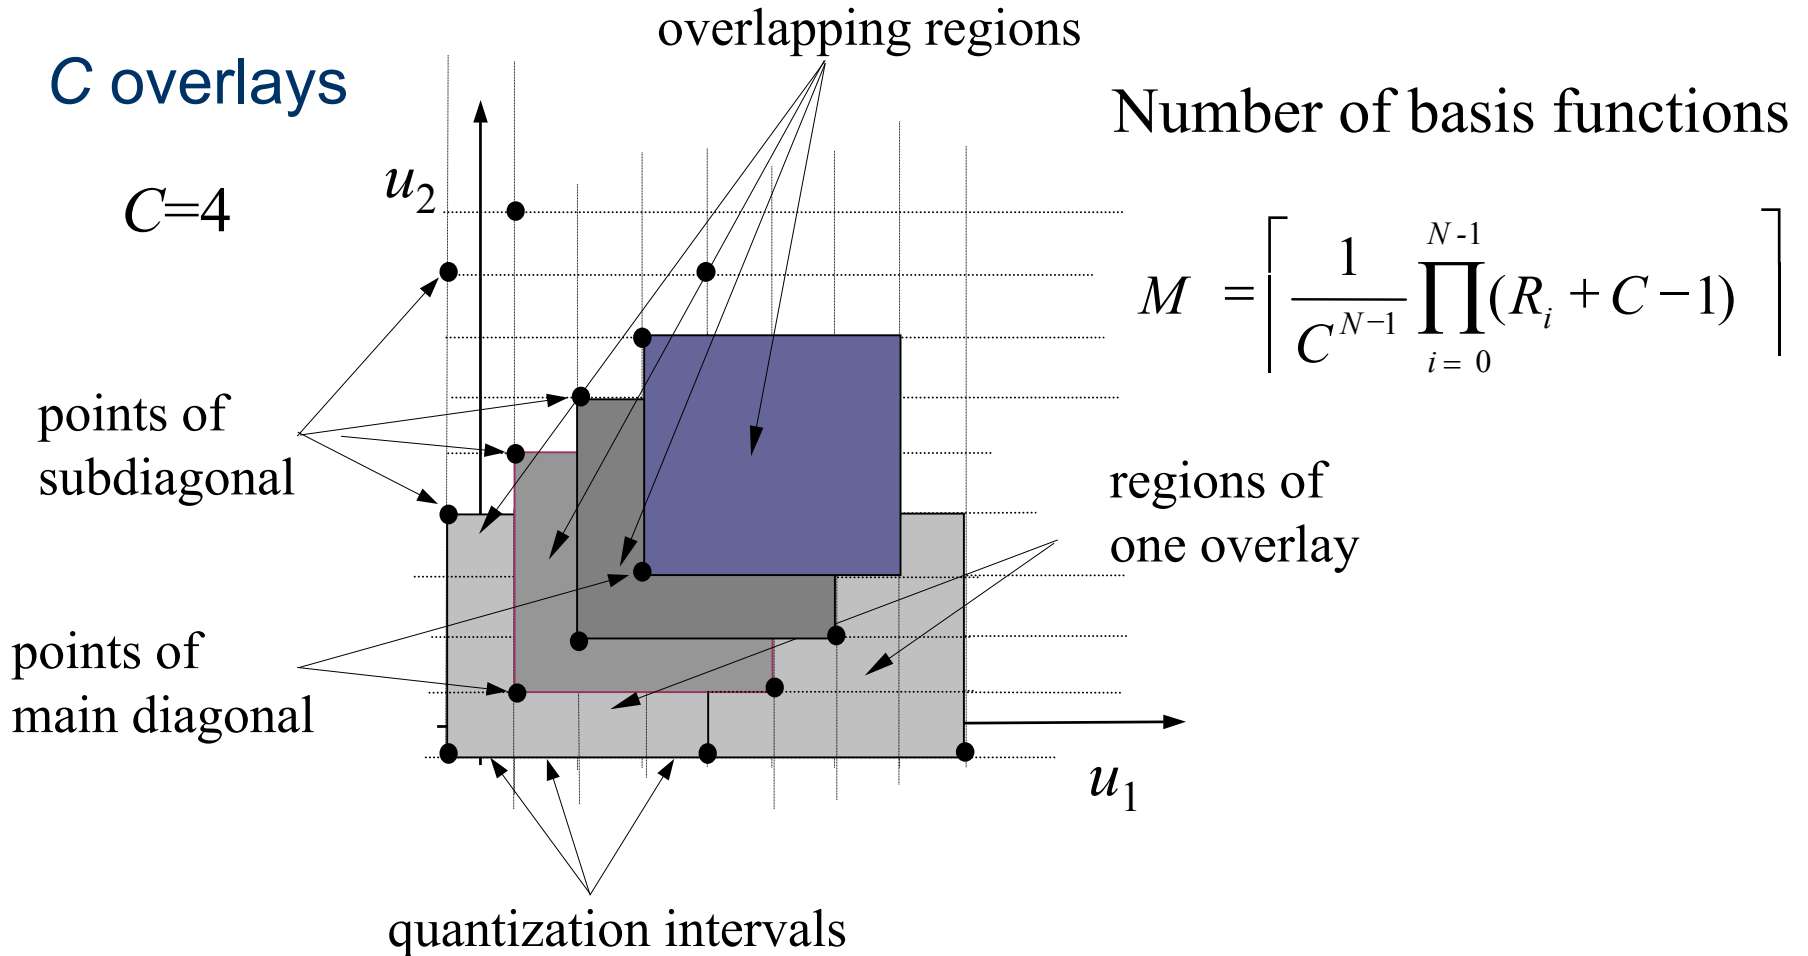 overlapping regions
C overlays
Number of basis functions
C=4
u₂
M = ⌈ 1/C^{N−1} ∏_{i = 0}^{N-1} (R_i + C − 1) ⌉
points of
subdiagonal
regions of
one overlay
points of
main diagonal
u₁
quantization intervals